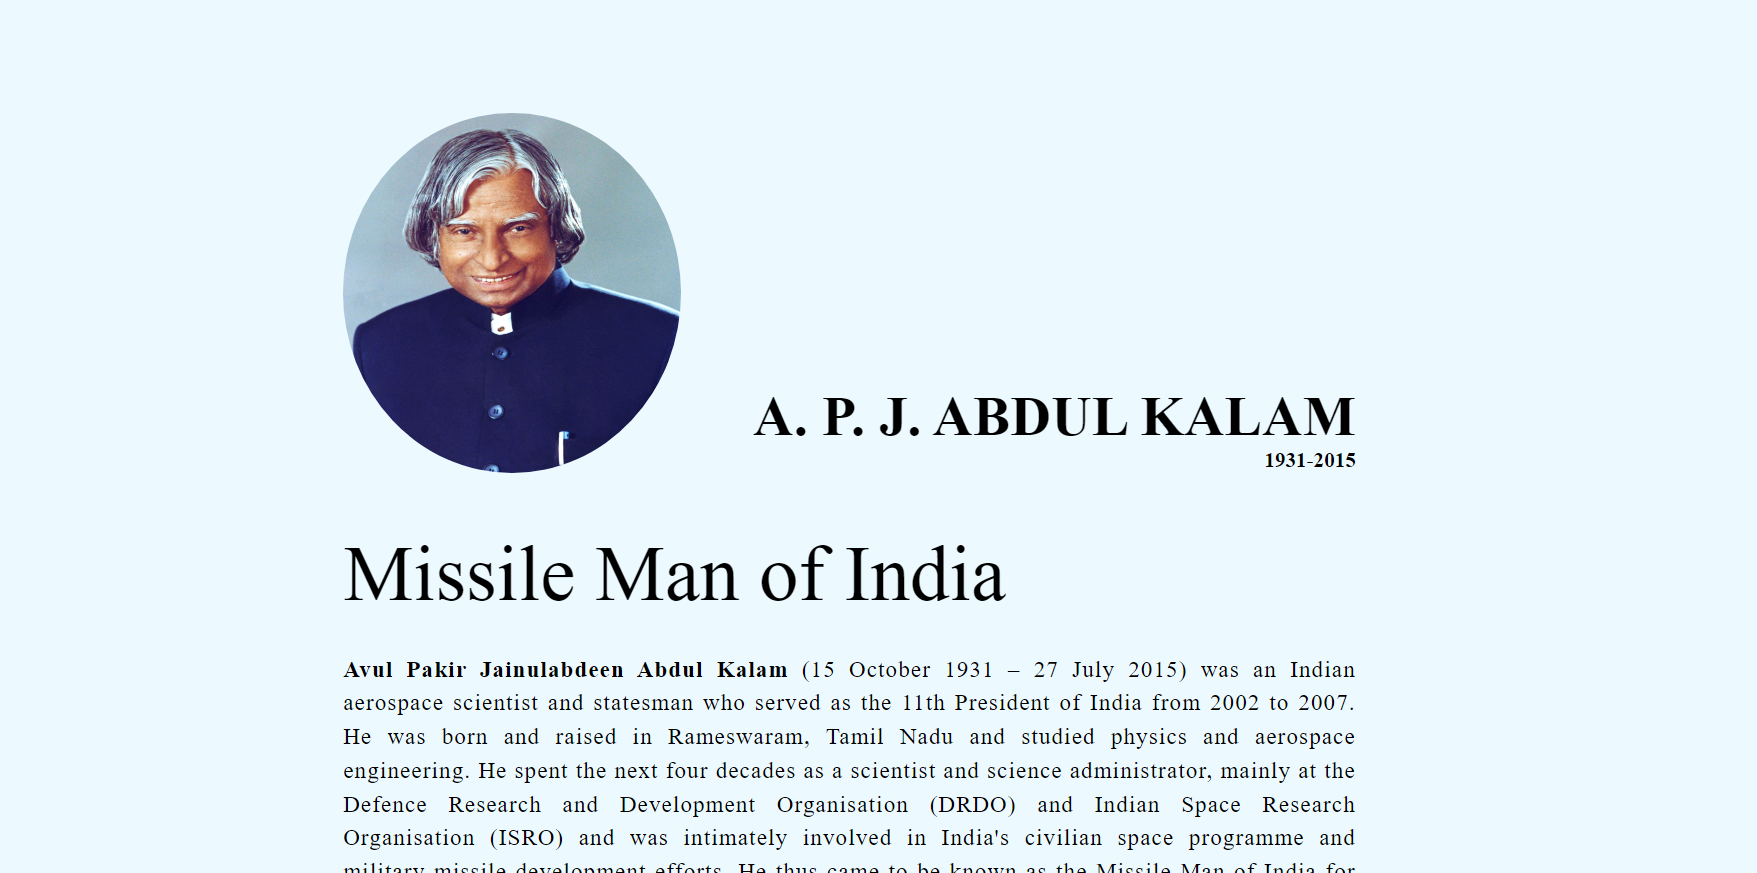 A. P. J. ABDUL KALAM
1931-2015
Missile Man of India
Avul Pakir Jainulabdeen Abdul Kalam (15 October 1931 – 27 July 2015) was an Indian
aerospace scientist and statesman who served as the 11th President of India from 2002 to 2007.
He was born and raised in Rameswaram, Tamil Nadu and studied physics and aerospace
engineering. He spent the next four decades as a scientist and science administrator, mainly at the
Defence Research and Development Organisation (DRDO) and Indian Space Research
Organisation (ISRO) and was intimately involved in India's civilian space programme and
military missile development efforts. He thus came to be known as the Missile Man of India for